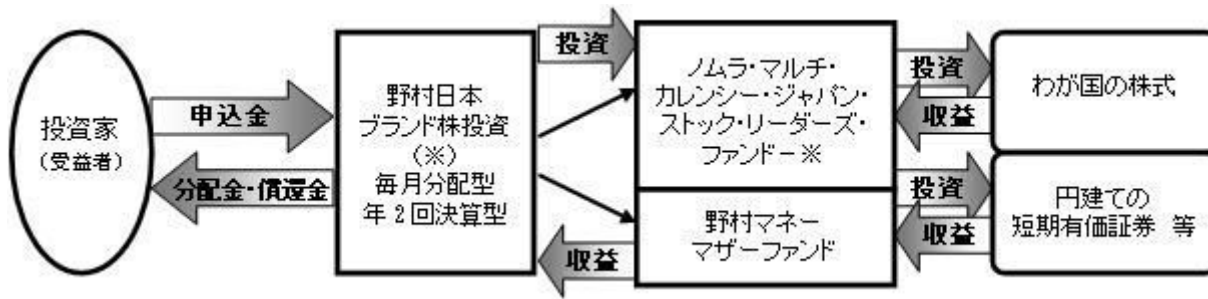 投資家
（受益者）
申込金
分配金・償還金
野村日本
ブランド株投資
（※）
毎月分配型
年２回決算型
投資
収益
ノムラ・マルチ・
カレンシー・ジャパン・
ストック・リーダーズ・
ファンドー※
野村マネー
マザーファンド
投資
収益
投資
収益
わが国の株式
円建ての
短期有価証券 等